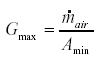 G_max = ṁ_air / A_min